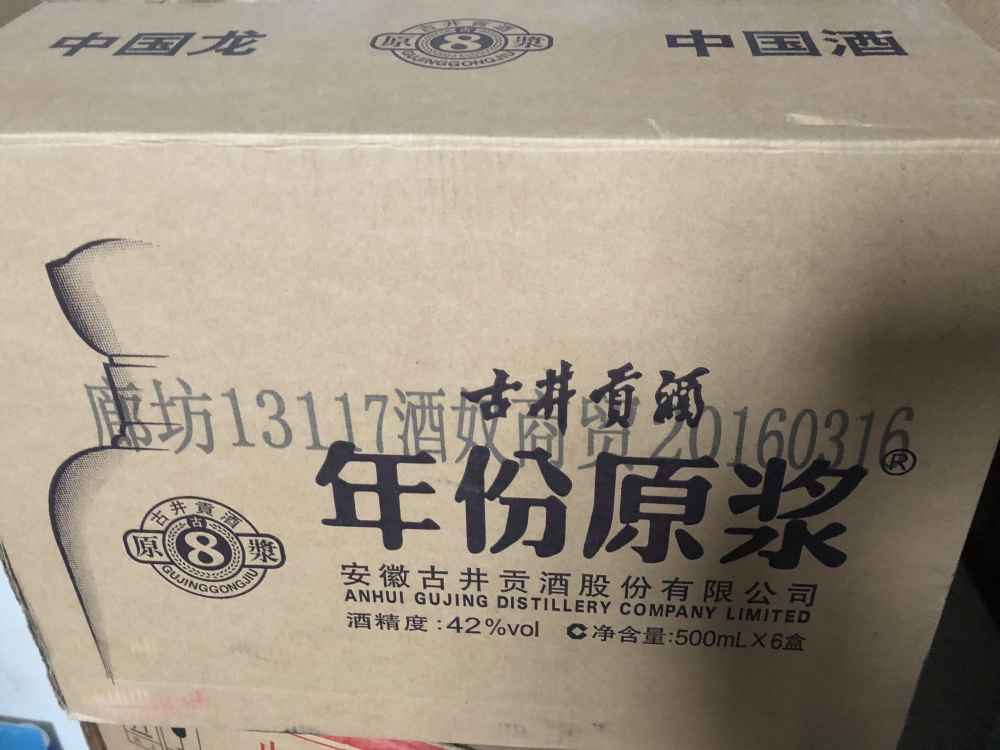 中国龙
古井贡酒
原 8 浆
GUJINGGONGJIU
中国酒
古井贡酒
廊坊13117酒奴商贸20160316
年份原浆®
古井贡酒
古
原 8 漿
GUJINGGONGJIU
安徽古井贡酒股份有限公司
ANHUI GUJING DISTILLERY COMPANY LIMITED
酒精度:42%vol C净含量:500mL×6盒